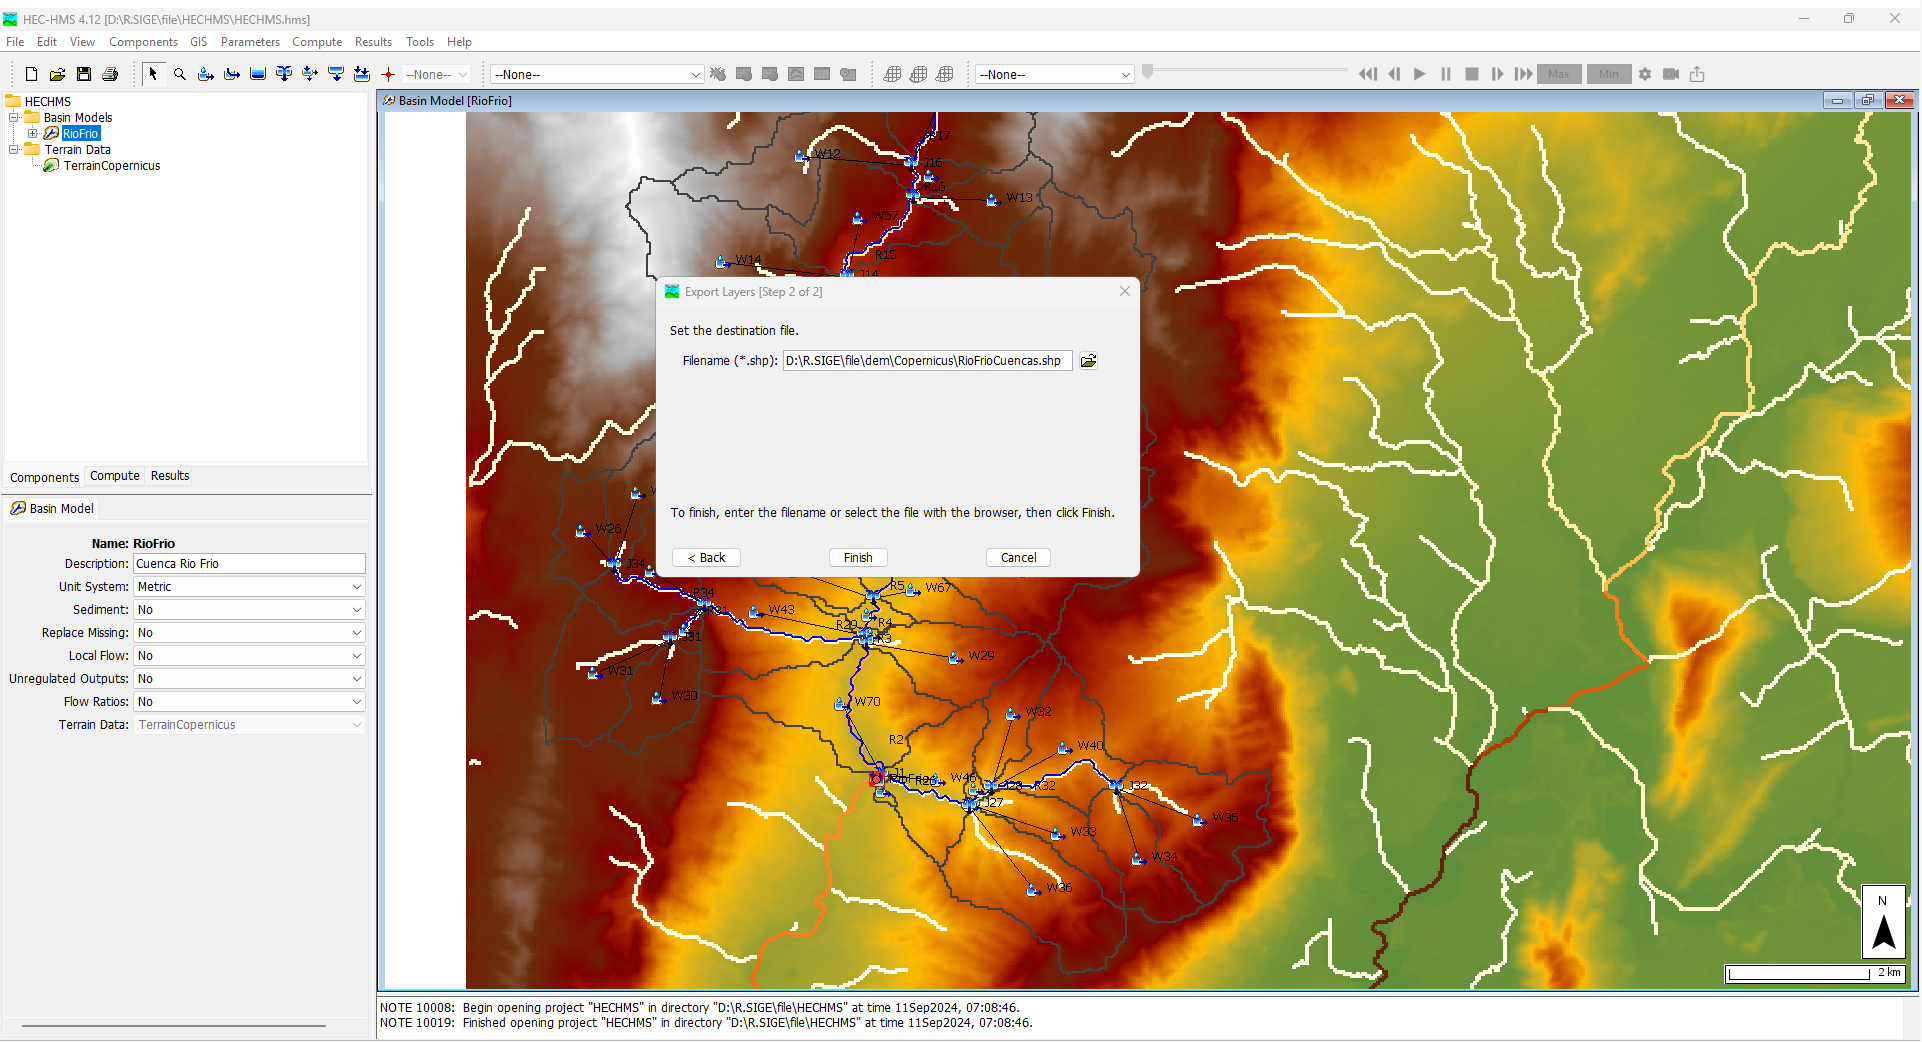 HEC-HMS 4.12 [D:\R.SIGE\file\HECHMS\HECHMS.hms]
File Edit View Components GIS Parameters Compute Results Tools Help
--None-- --None-- --None-- Max Min
HECHMS
Basin Models
RioFrio
Terrain Data
TerrainCopernicus
Components Compute Results
Basin Model
Name: RioFrio
Description: Cuenca Rio Frio
Unit System: Metric
Sediment: No
Replace Missing: No
Local Flow: No
Unregulated Outputs: No
Flow Ratios: No
Terrain Data: TerrainCopernicus
Basin Model [RioFrio]
W12
J16
R16
W13
W57
R15
W14
J14
Export Layers [Step 2 of 2]
Set the destination file.
Filename (*.shp): D:\R.SIGE\file\dem\Copernicus\RioFrioCuencas.shp
To finish, enter the filename or select the file with the browser, then click Finish.
< Back Finish Cancel
W26
J34
R34
R5
W67
W43
R29
R4
R3
J31
W29
W31
W30
W70
W32
R2
W40
J1
W46
R32
J32
J27
W35
W33
W34
W36
N
2 km
NOTE 10008: Begin opening project "HECHMS" in directory "D:\R.SIGE\file\HECHMS" at time 11Sep2024, 07:08:46.
NOTE 10019: Finished opening project "HECHMS" in directory "D:\R.SIGE\file\HECHMS" at time 11Sep2024, 07:08:46.